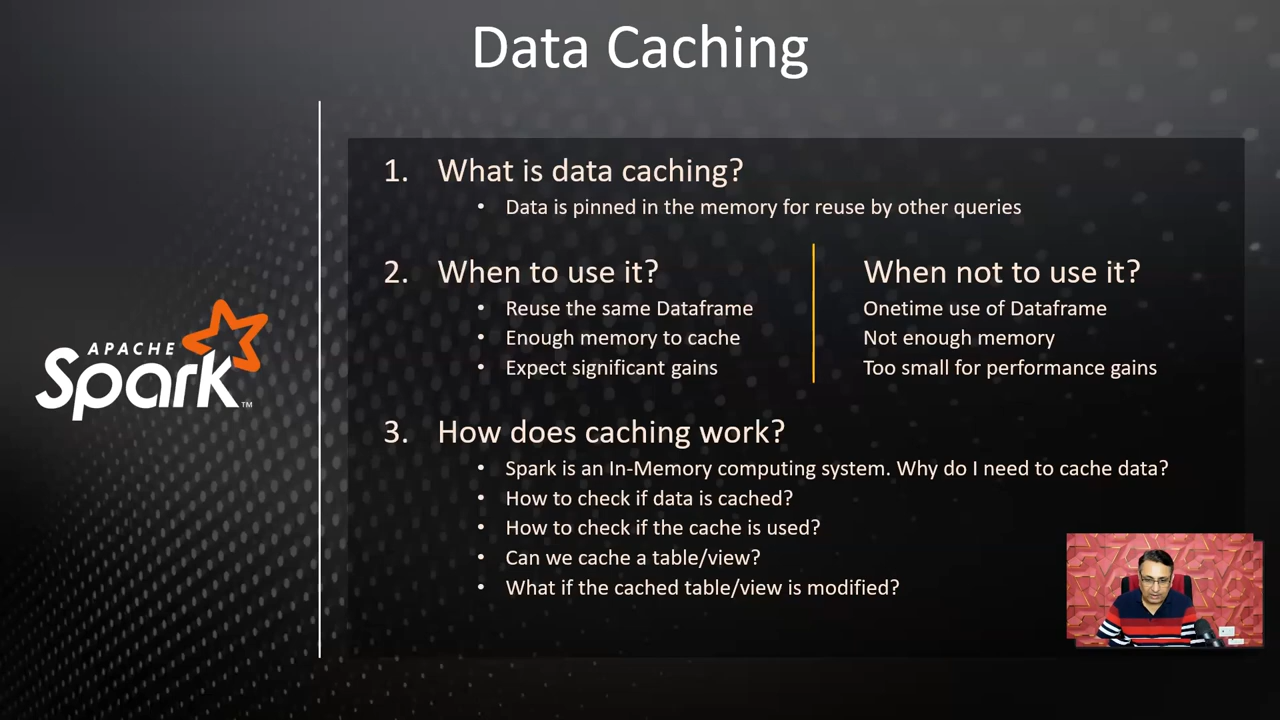 Data Caching
APACHE
Spark™
1. What is data caching?
• Data is pinned in the memory for reuse by other queries
2. When to use it?
• Reuse the same Dataframe
• Enough memory to cache
• Expect significant gains
When not to use it?
Onetime use of Dataframe
Not enough memory
Too small for performance gains
3. How does caching work?
• Spark is an In-Memory computing system. Why do I need to cache data?
• How to check if data is cached?
• How to check if the cache is used?
• Can we cache a table/view?
• What if the cached table/view is modified?